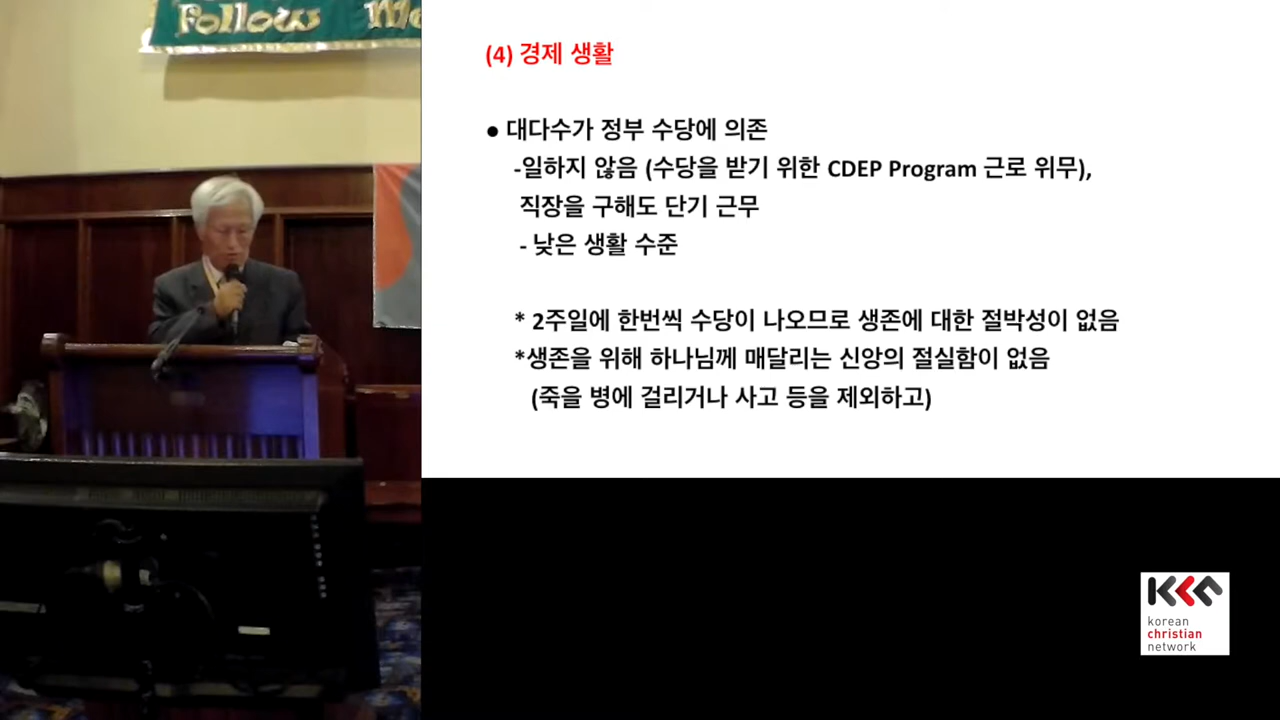 Follow Me
(4) 경제 생활
● 대다수가 정부 수당에 의존
-일하지 않음 (수당을 받기 위한 CDEP Program 근로 위무),
직장을 구해도 단기 근무
- 낮은 생활 수준
* 2주일에 한번씩 수당이 나오므로 생존에 대한 절박성이 없음
*생존을 위해 하나님께 매달리는 신앙의 절실함이 없음
(죽을 병에 걸리거나 사고 등을 제외하고)
KCN
korean
christian
network